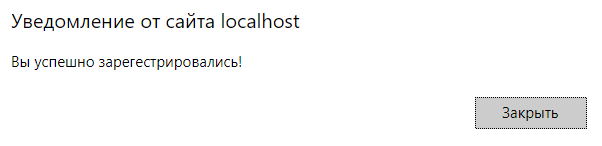 Уведомление от сайта localhost
Вы успешно зарегестрировались!
Закрыть